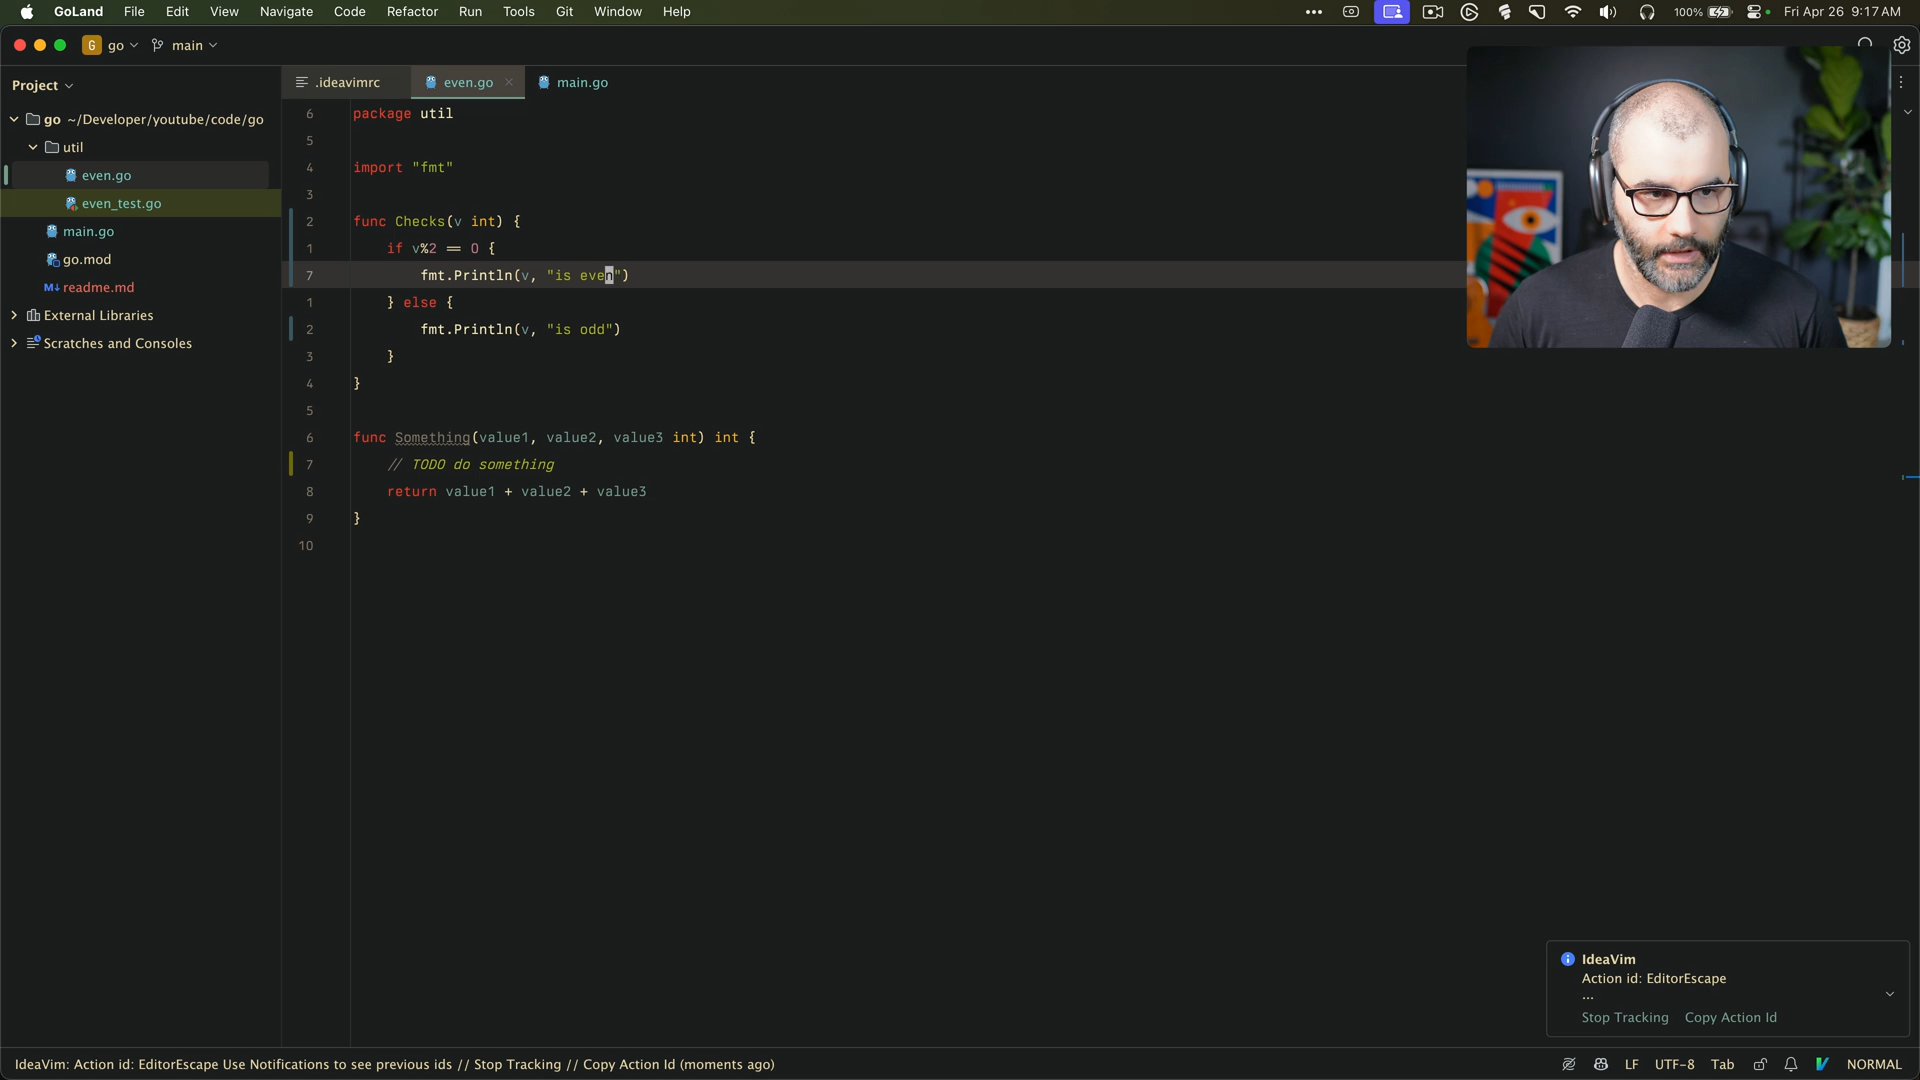 GoLand File Edit View Navigate Code Refactor Run Tools Git Window Help 100% Fri Apr 26 9:17 AM
G go main
Project
.ideavimrc even.go main.go
go ~/Developer/youtube/code/go
util
even.go
even_test.go
main.go
go.mod
M↓ readme.md
External Libraries
Scratches and Consoles
6 package util
5
4 import "fmt"
3
2 func Checks(v int) {
1 if v%2 == 0 {
7 fmt.Println(v, "is even")
1 } else {
2 fmt.Println(v, "is odd")
3 }
4 }
5
6 func Something(value1, value2, value3 int) int {
7 // TODO do something
8 return value1 + value2 + value3
9 }
10
IdeaVim
Action id: EditorEscape
...
Stop Tracking Copy Action Id
IdeaVim: Action id: EditorEscape Use Notifications to see previous ids // Stop Tracking // Copy Action Id (moments ago) LF UTF-8 Tab NORMAL